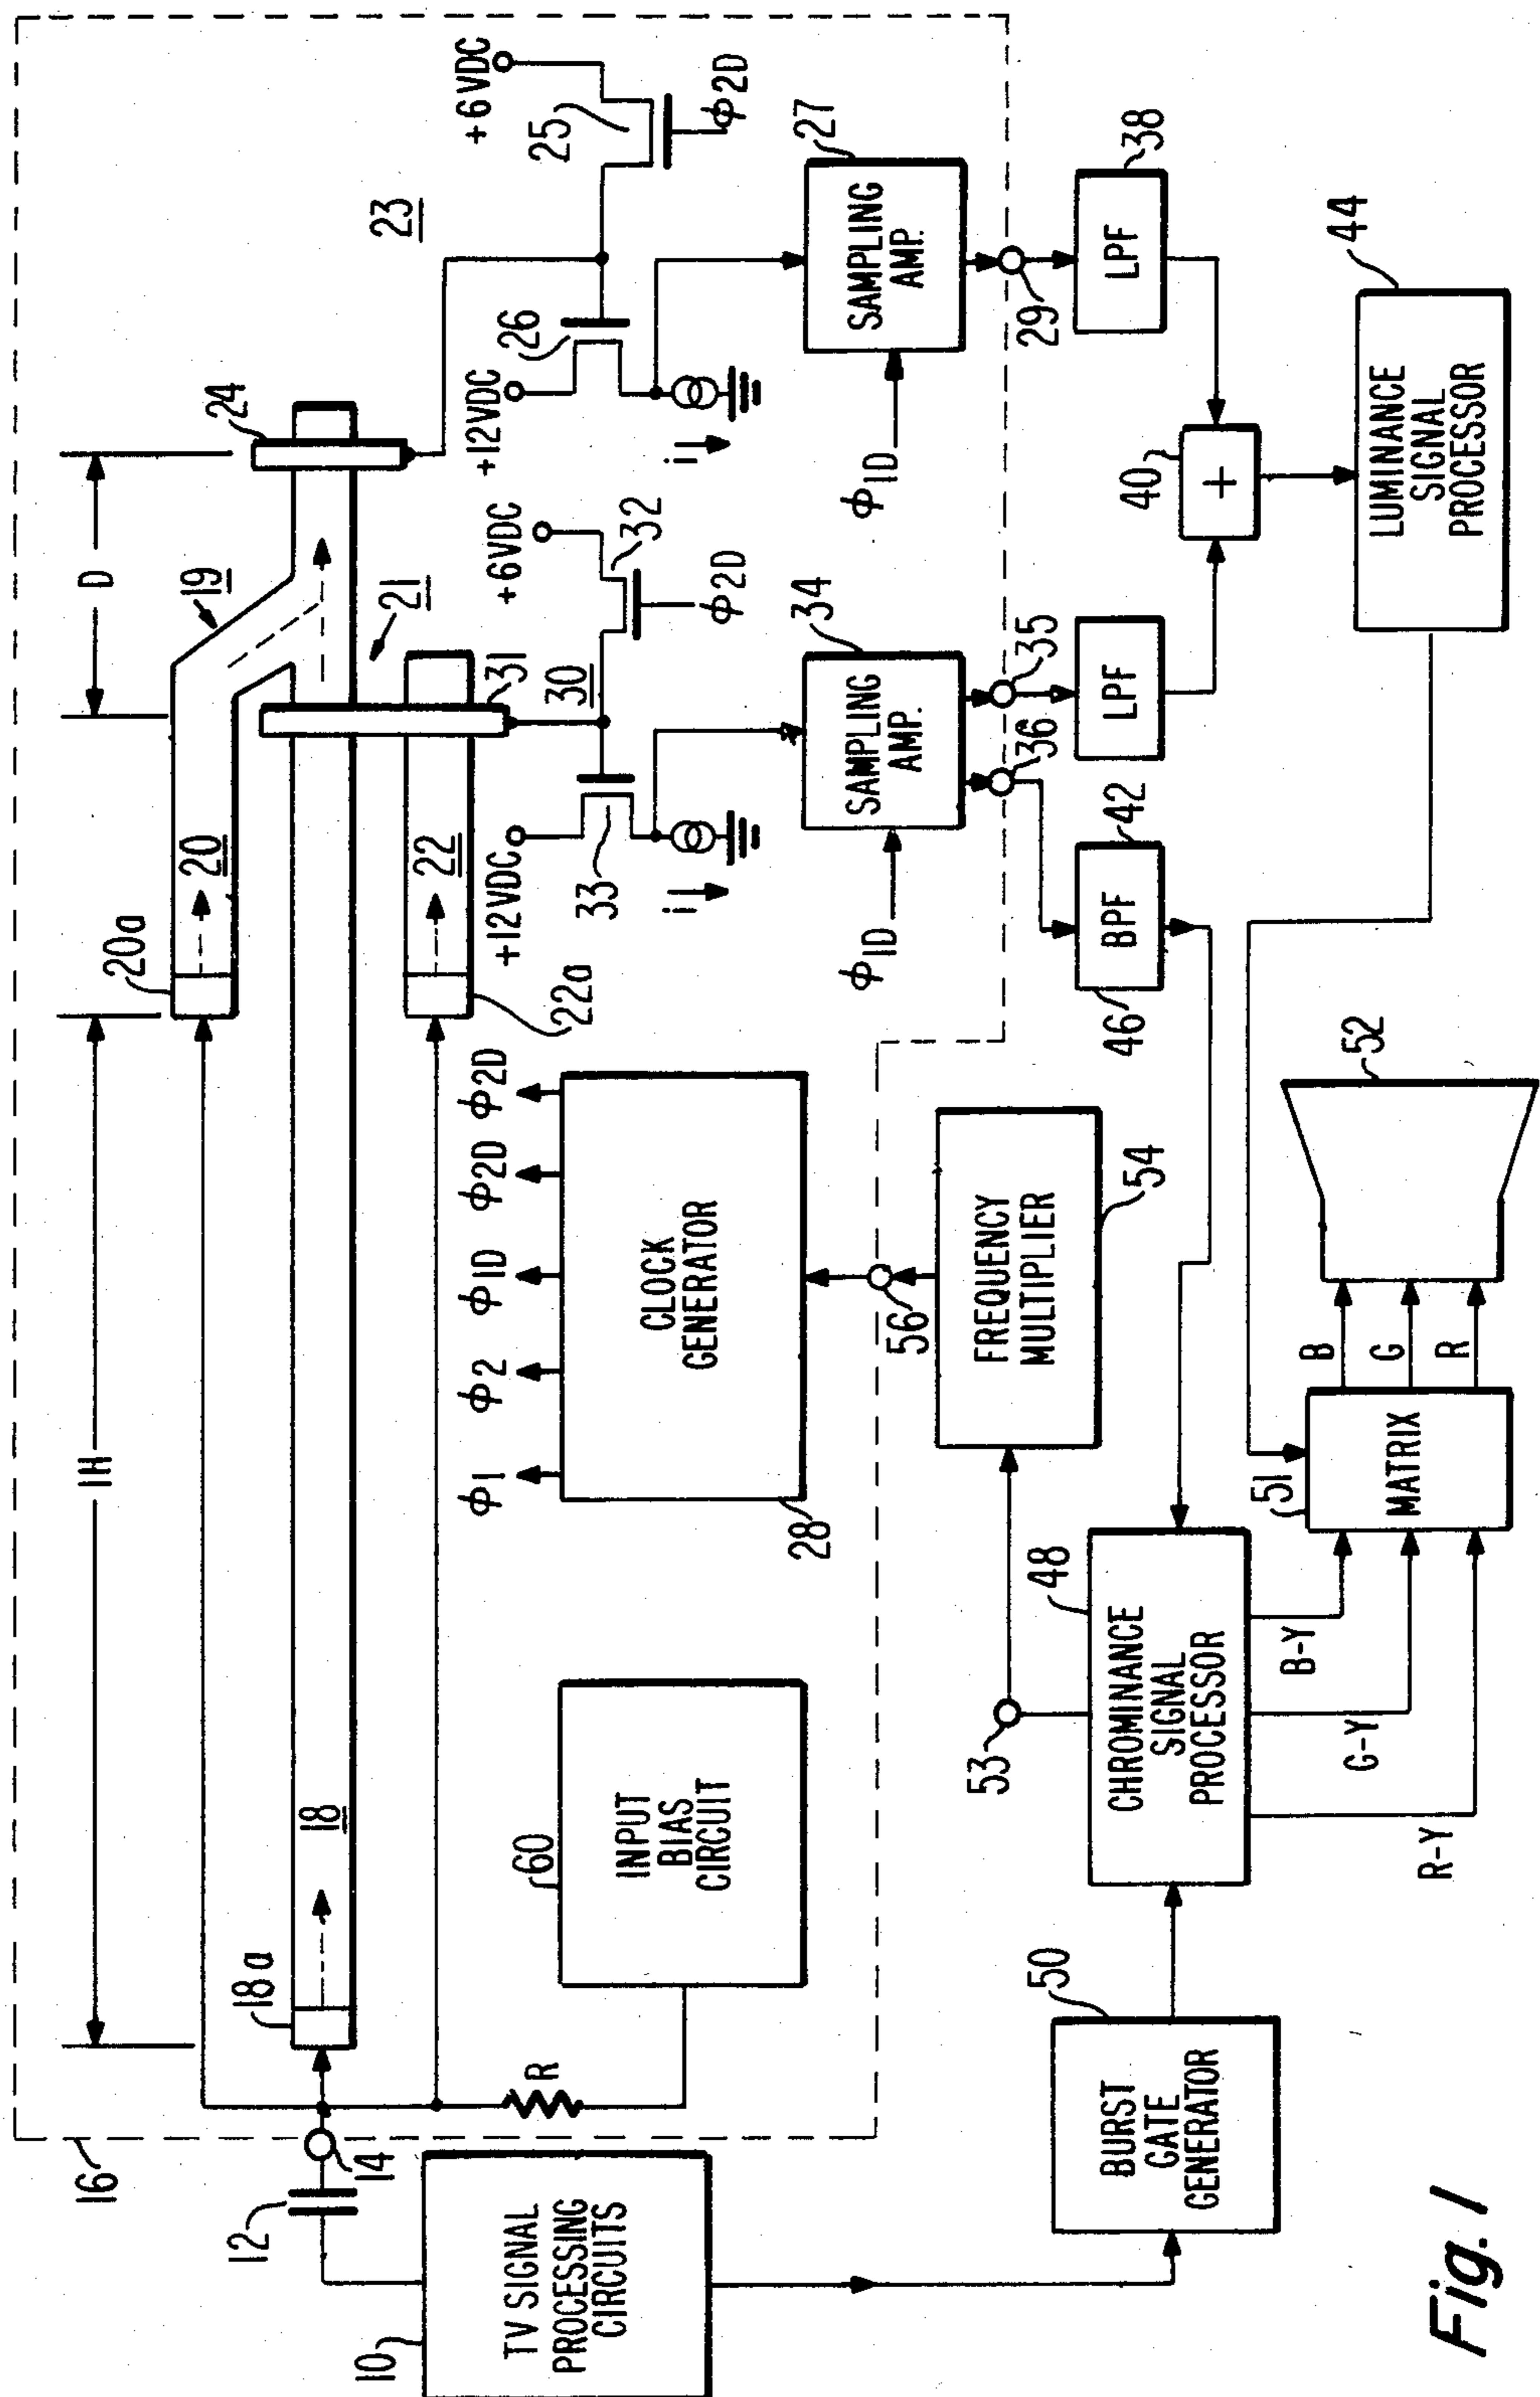 1H
D
20a
20
19
24
18a
18
21
23
22
22a
31
30
+6VDC
25
φ2D
26
+12VDC
i
+6VDC
32
φ2D
+12VDC
33
i
16
14
12
R
60
INPUT
BIAS
CIRCUIT
φ1
φ2
φ1D
φ2D
φ2D
CLOCK
GENERATOR
28
34
SAMPLING
AMP.
φ1D
27
SAMPLING
AMP.
φ1D
36
35
29
10
TV SIGNAL
PROCESSING
CIRCUITS
56
FREQUENCY
MULTIPLIER
54
53
46
BPF
42
LPF
LPF
38
40
+
50
BURST
GATE
GENERATOR
48
CHROMINANCE
SIGNAL
PROCESSOR
B-Y
G-Y
R-Y
51
MATRIX
B
G
R
52
44
LUMINANCE
SIGNAL
PROCESSOR
Fig. 1